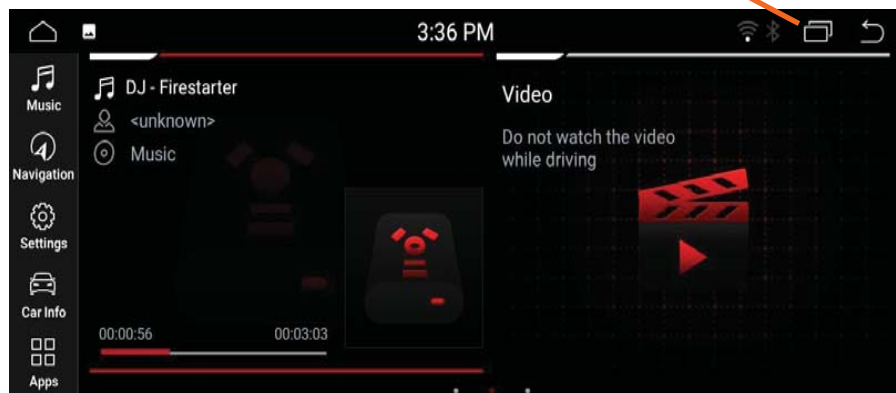 3:36 PM
Music
Navigation
Settings
Car Info
Apps
DJ - Firestarter
<unknown>
Music
00:00:56
00:03:03
Video
Do not watch the video
while driving